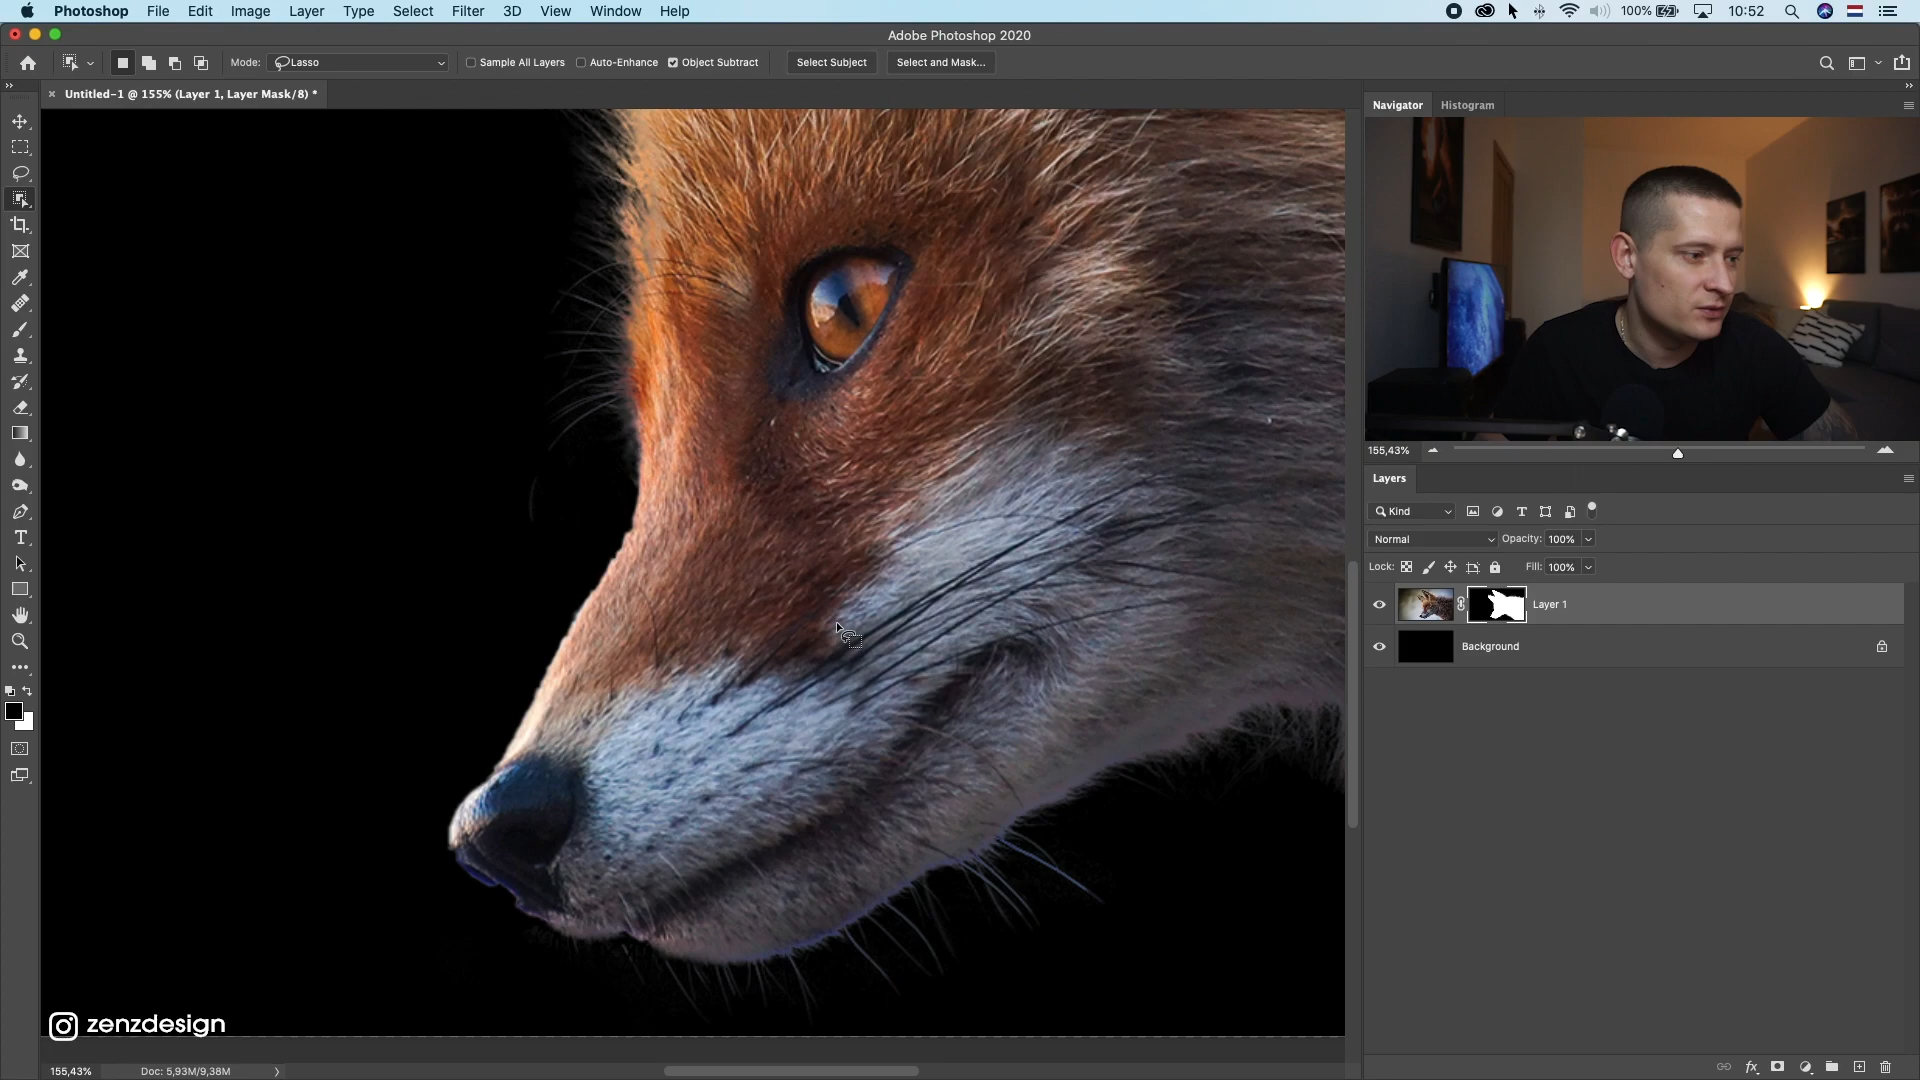 Photoshop File Edit Image Layer Type Select Filter 3D View Window Help 100% 10:52
Adobe Photoshop 2020
Mode: Lasso Sample All Layers Auto-Enhance Object Subtract Select Subject Select and Mask...
Untitled-1 @ 155% (Layer 1, Layer Mask/8) *
Navigator Histogram
155,43%
Layers
Kind
Normal Opacity: 100%
Lock: Fill: 100%
Layer 1
Background
zenzdesign
155,43% Doc: 5,93M/9,38M